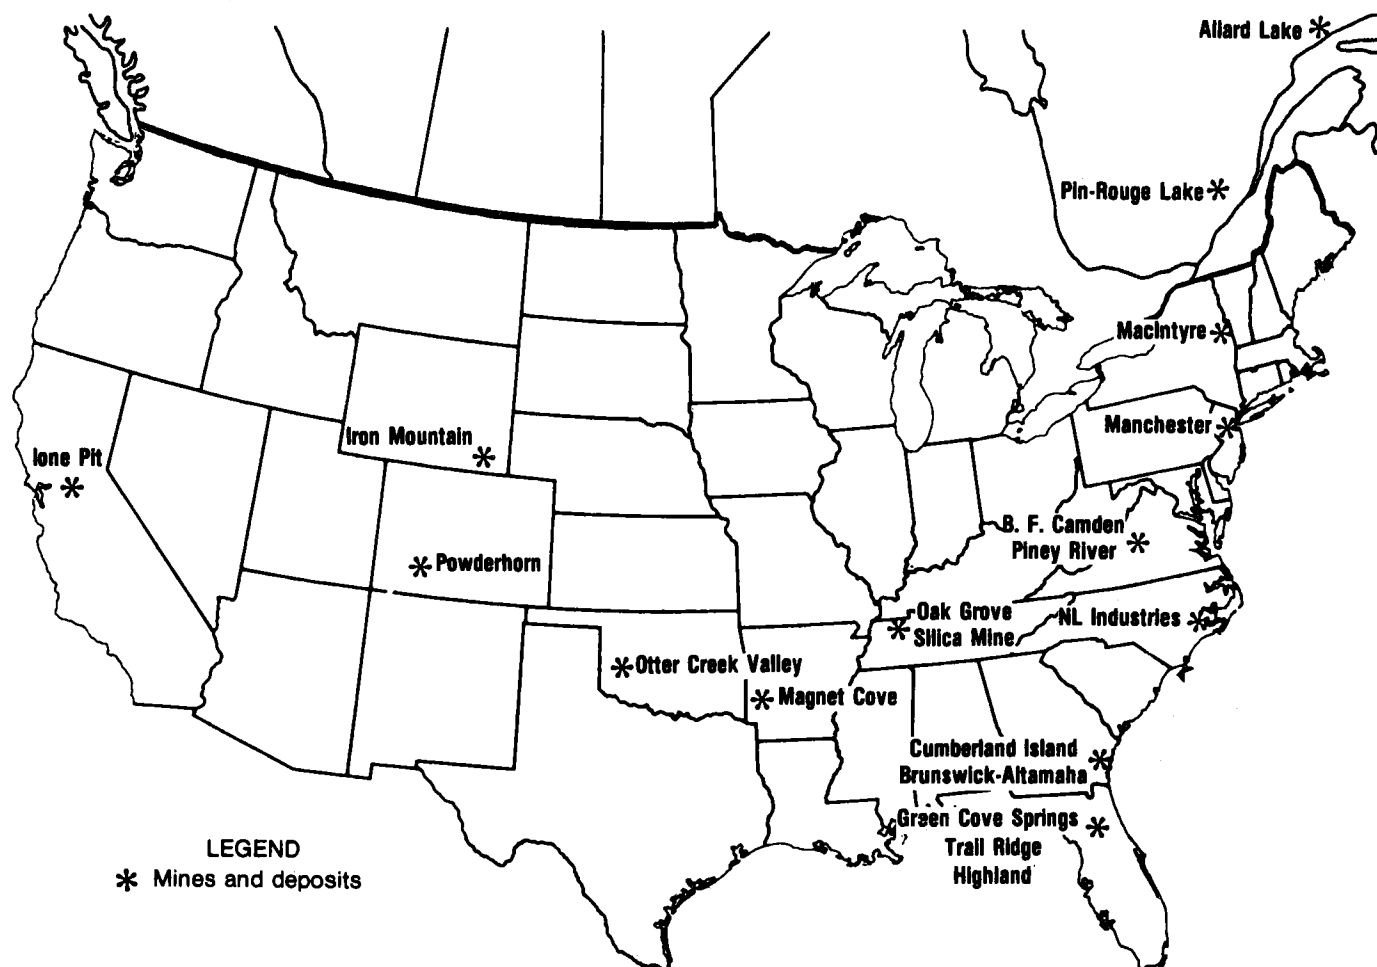 Allard Lake
Pin-Rouge Lake
MacIntyre
Manchester
Iron Mountain
Ione Pit
B. F. Camden
Piney River
Powderhorn
Oak Grove
Silica Mine
NL Industries
Otter Creek Valley
Magnet Cove
Cumberland Island
Brunswick-Altamaha
Green Cove Springs
Trail Ridge
Highland
LEGEND
Mines and deposits